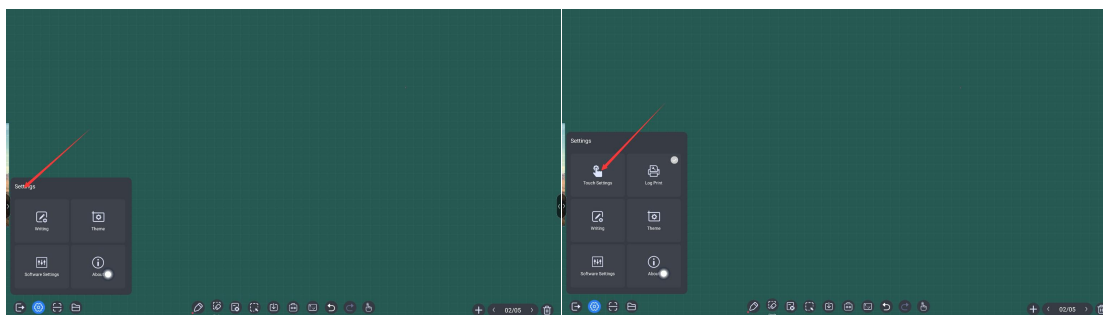 Settings
Writing Theme
Software Settings About
02/05
Settings
Touch Settings Log Print
Writing Theme
Software Settings About
02/05